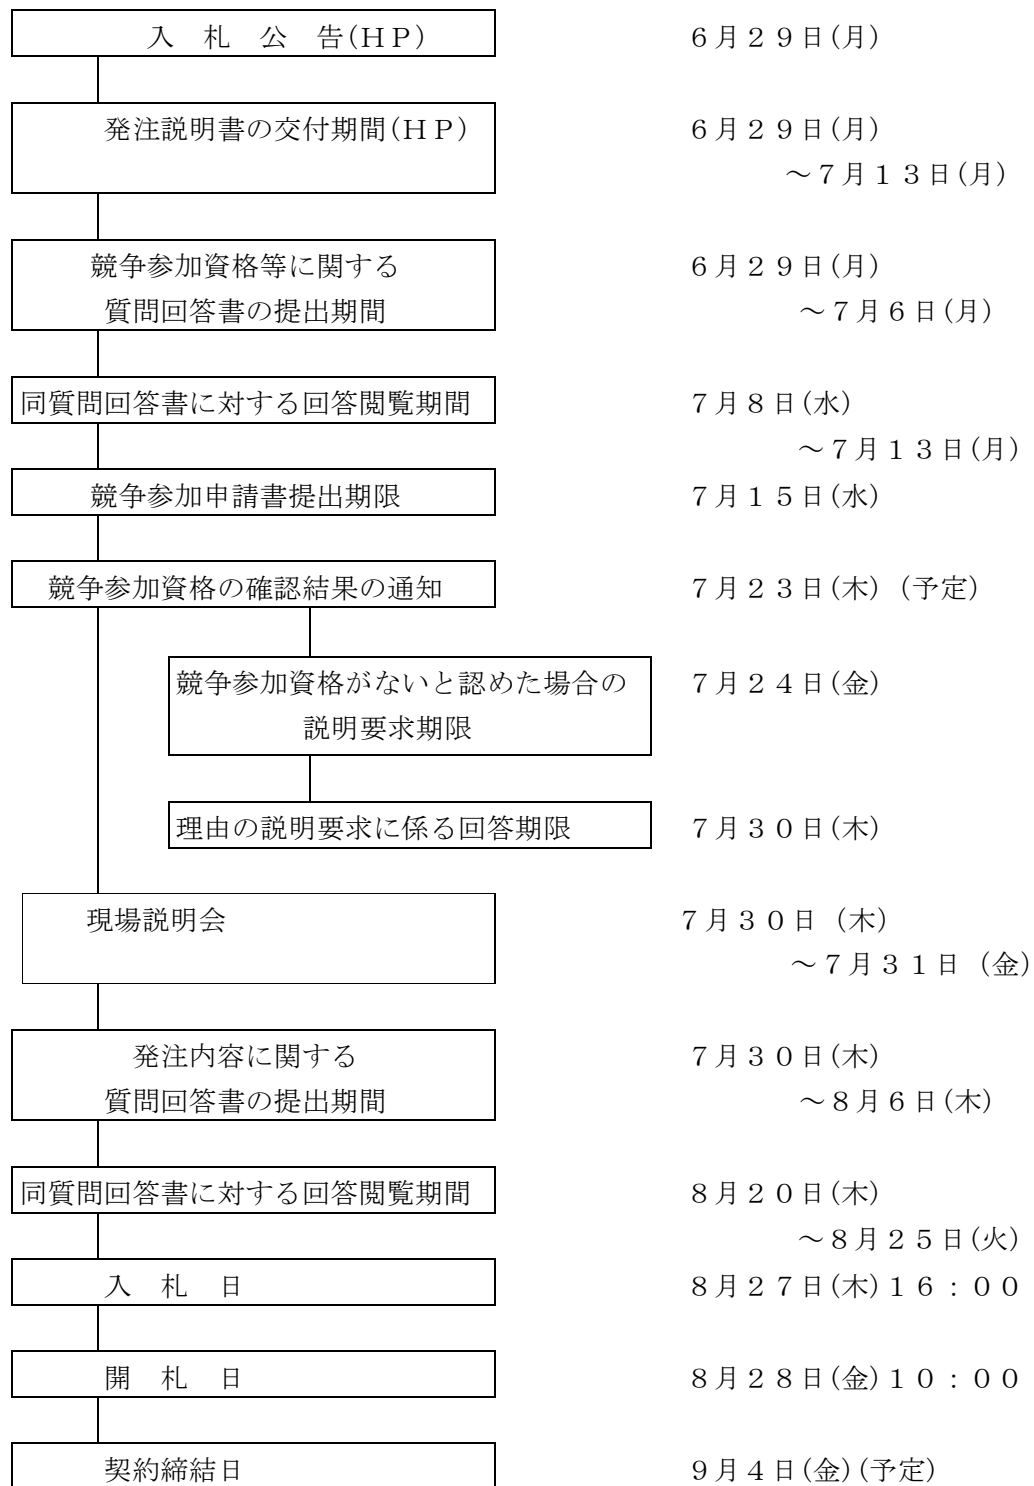 入　札　公　告(ＨＰ)　６月２９日(月)
発注説明書の交付期間(ＨＰ)　６月２９日(月)
～７月１３日(月)
競争参加資格等に関する　６月２９日(月)
質問回答書の提出期間　～７月６日(月)
同質問回答書に対する回答閲覧期間　７月８日(水)
～７月１３日(月)
競争参加申請書提出期限　７月１５日(水)
競争参加資格の確認結果の通知　７月２３日(木)（予定）
競争参加資格がないと認めた場合の　７月２４日(金)
説明要求期限
理由の説明要求に係る回答期限　７月３０日(木)
現場説明会　７月３０日（木）
～７月３１日（金）
発注内容に関する　７月３０日(木)
質問回答書の提出期間　～８月６日(木)
同質問回答書に対する回答閲覧期間　８月２０日(木)
～８月２５日(火)
入　札　日　８月２７日(木)１６：００
開　札　日　８月２８日(金)１０：００
契約締結日　９月４日(金)(予定)